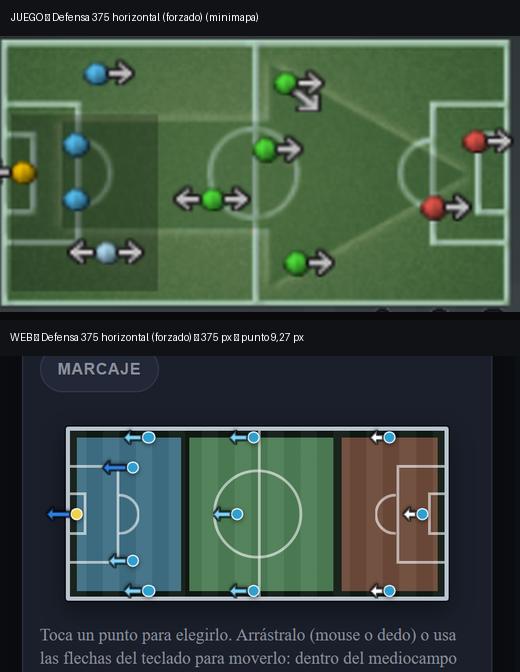 JUEGO Defensa 375 horizontal (forzado) (minimapa)
WEB Defensa 375 horizontal (forzado) 375 px punto 9,27 px
MARCAJE
Toca un punto para elegirlo. Arrástralo (mouse o dedo) o usa
las flechas del teclado para moverlo: dentro del mediocampo